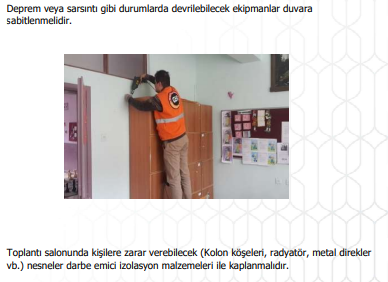 Deprem veya sarsıntı gibi durumlarda devrilebilecek ekipmanlar duvara
sabitlenmelidir.
Toplantı salonunda kişilere zarar verebilecek (Kolon köşeleri, radyatör, metal direkler
vb.) nesneler darbe emici izolasyon malzemeleri ile kaplanmalıdır.